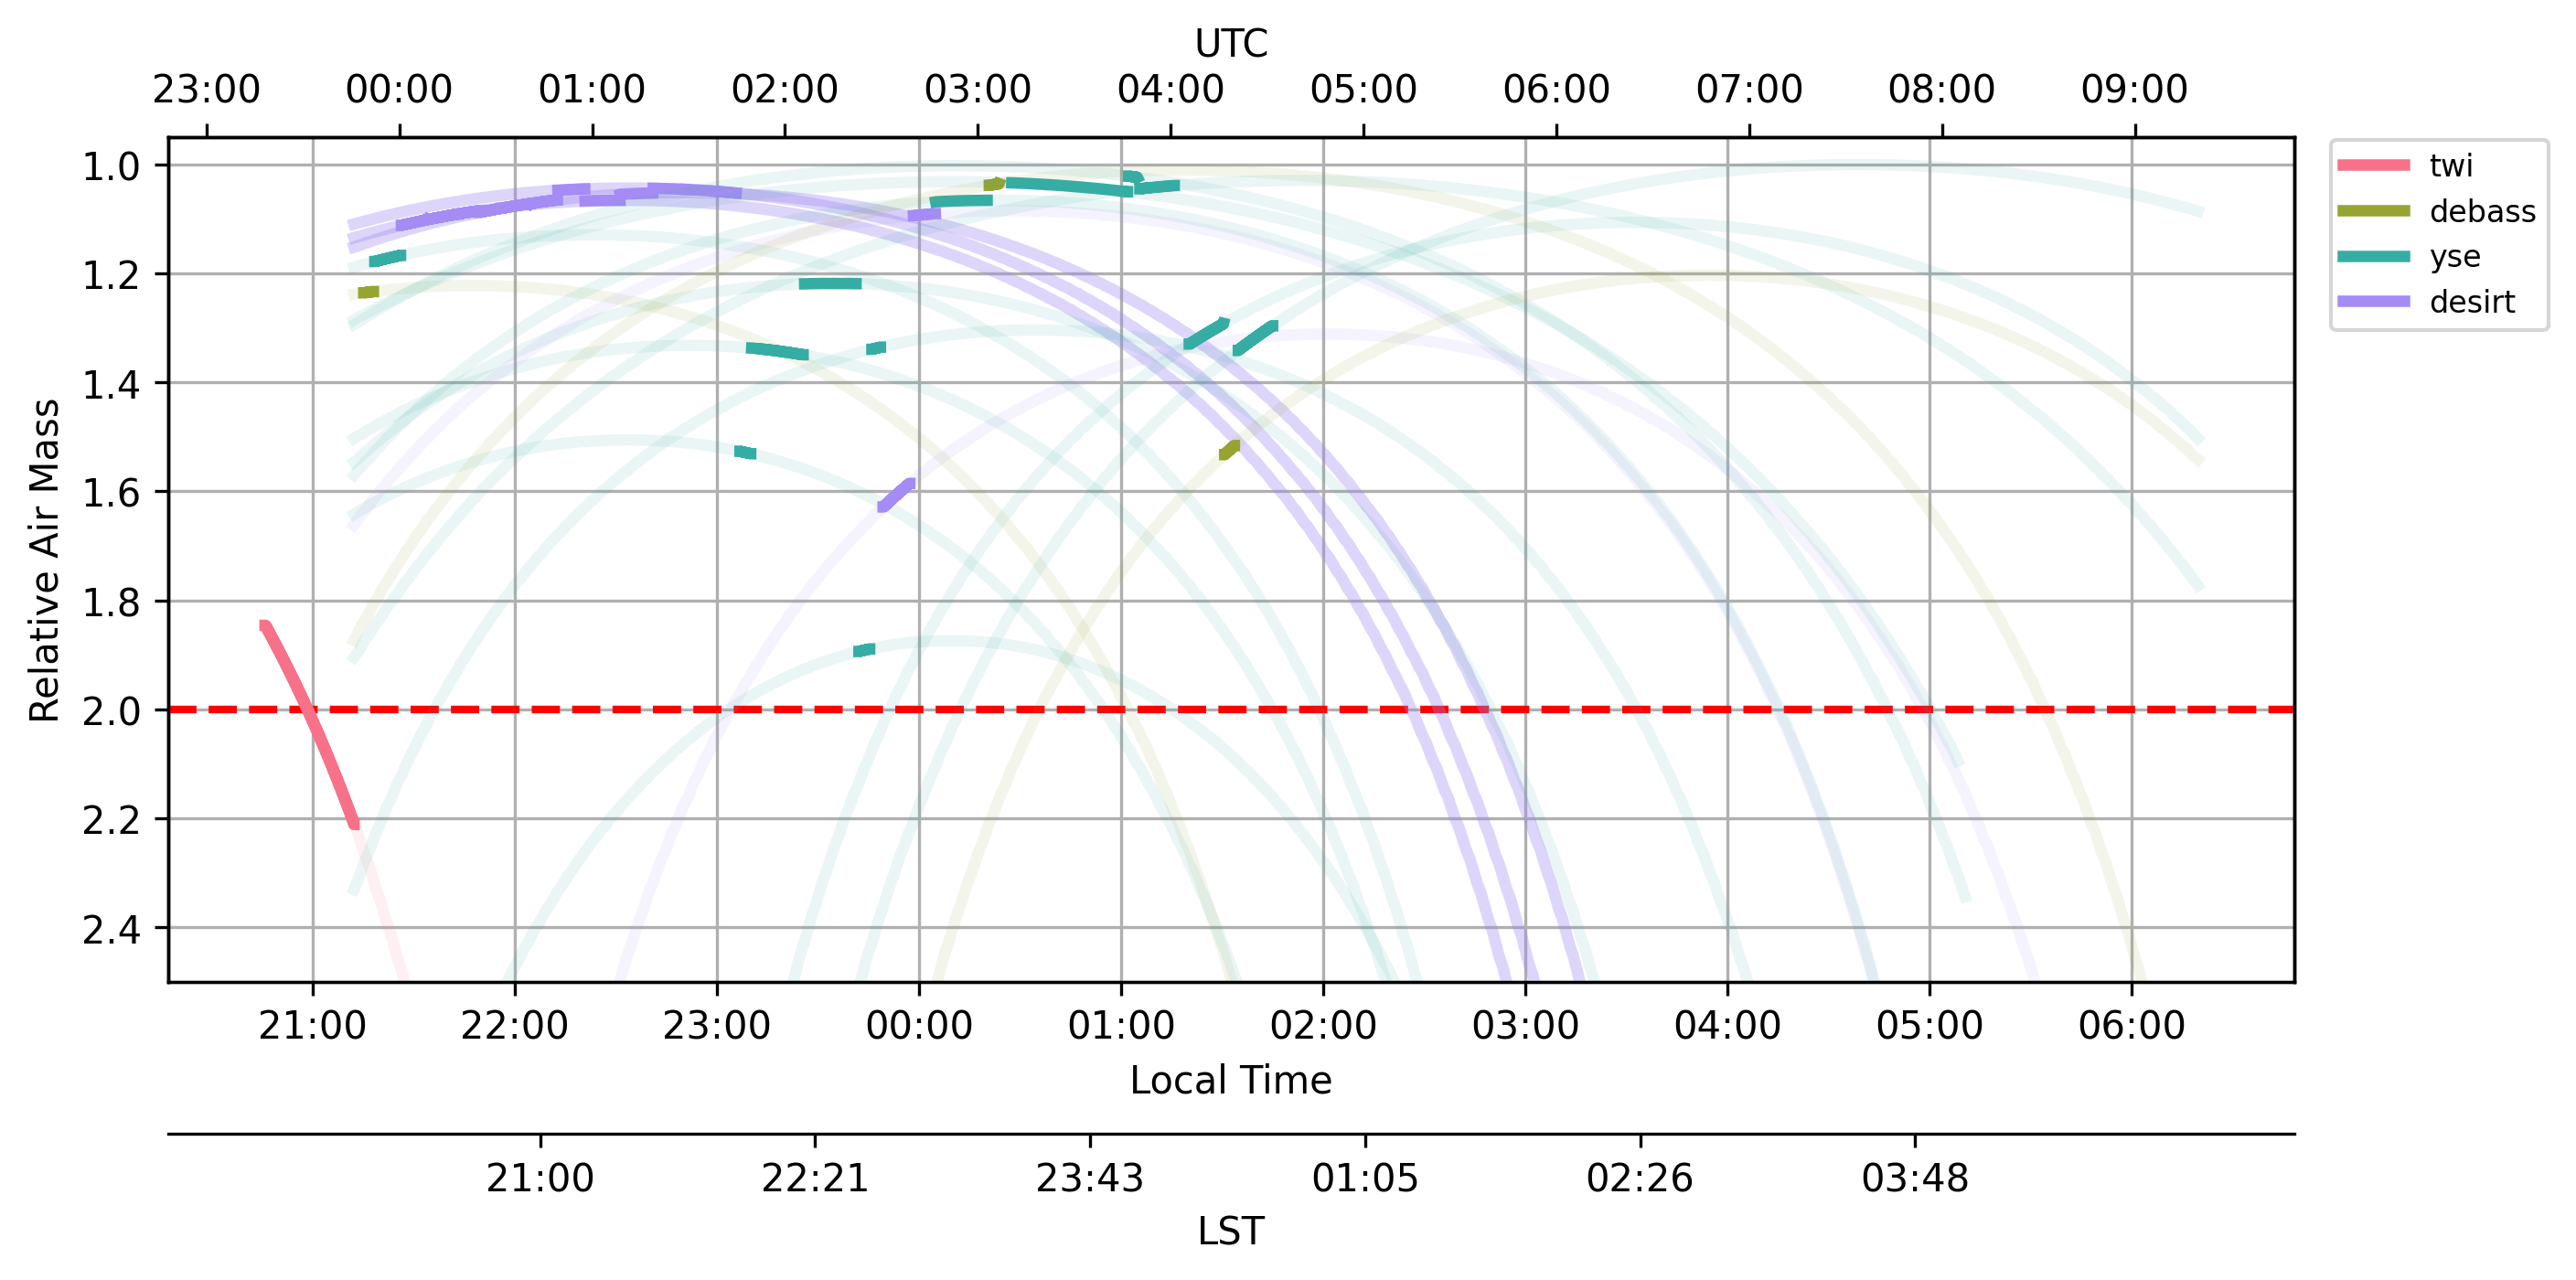 UTC
23:00 00:00 01:00 02:00 03:00 04:00 05:00 06:00 07:00 08:00 09:00
twi
debass
yse
desirt
Relative Air Mass
1.0
1.2
1.4
1.6
1.8
2.0
2.2
2.4
21:00 22:00 23:00 00:00 01:00 02:00 03:00 04:00 05:00 06:00
Local Time
21:00 22:21 23:43 01:05 02:26 03:48
LST